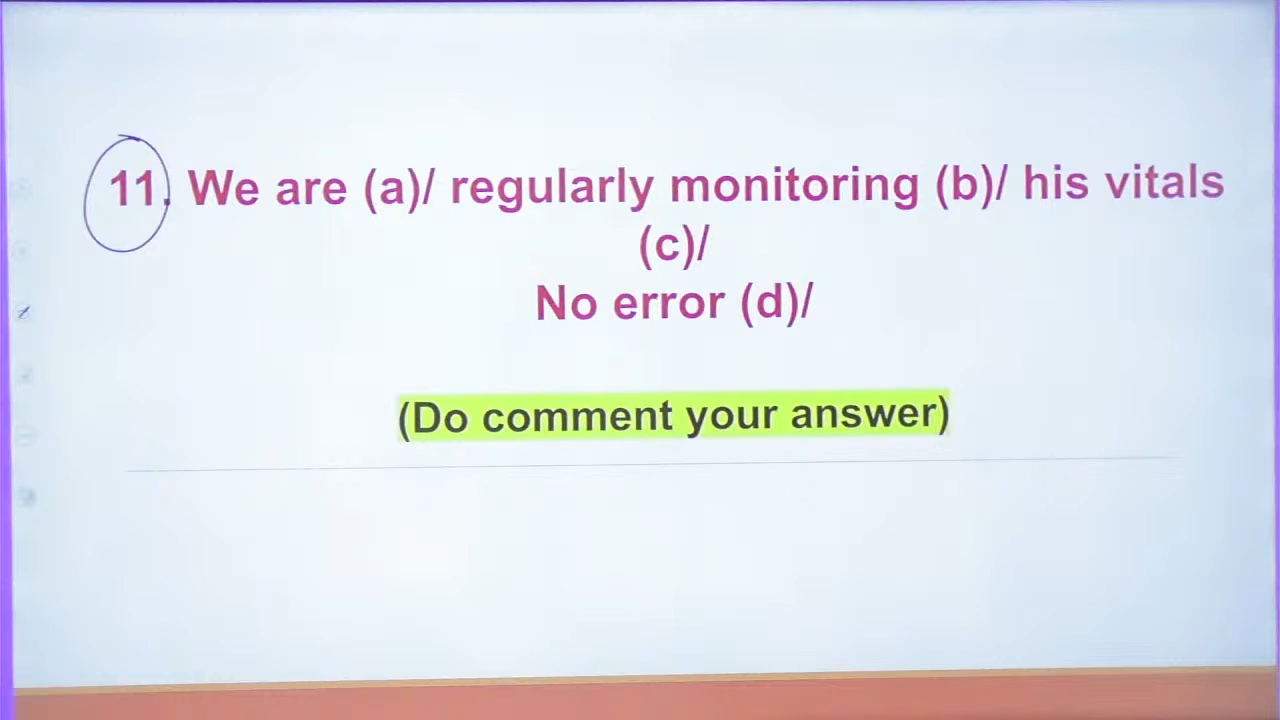 11. We are (a)/ regularly monitoring (b)/ his vitals
(c)/
No error (d)/
(Do comment your answer)